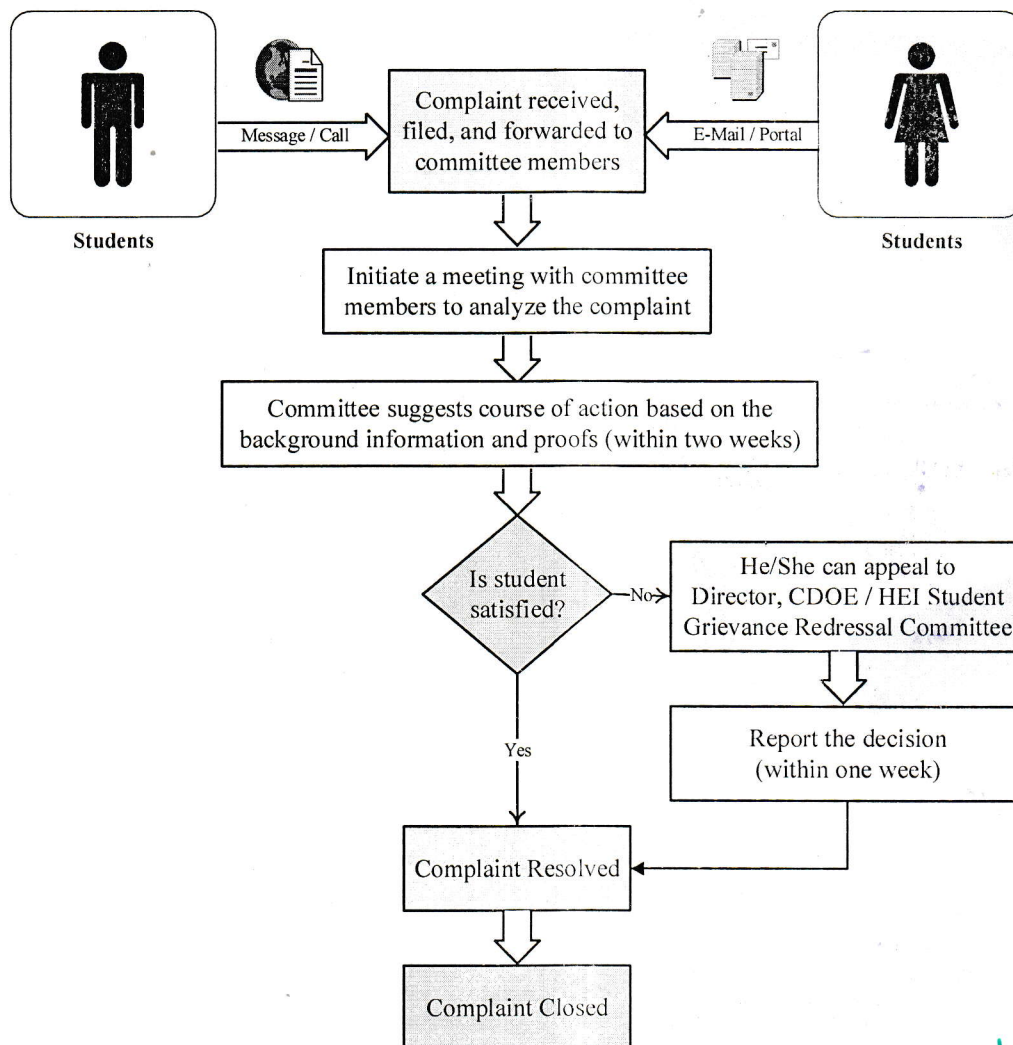 Message / Call
Complaint received,
filed, and forwarded to
committee members
E-Mail / Portal
Students
Students
Initiate a meeting with committee
members to analyze the complaint
Committee suggests course of action based on the
background information and proofs (within two weeks)
Is student
satisfied?
No
He/She can appeal to
Director, CDOE / HEI Student
Grievance Redressal Committee
Yes
Report the decision
(within one week)
Complaint Resolved
Complaint Closed